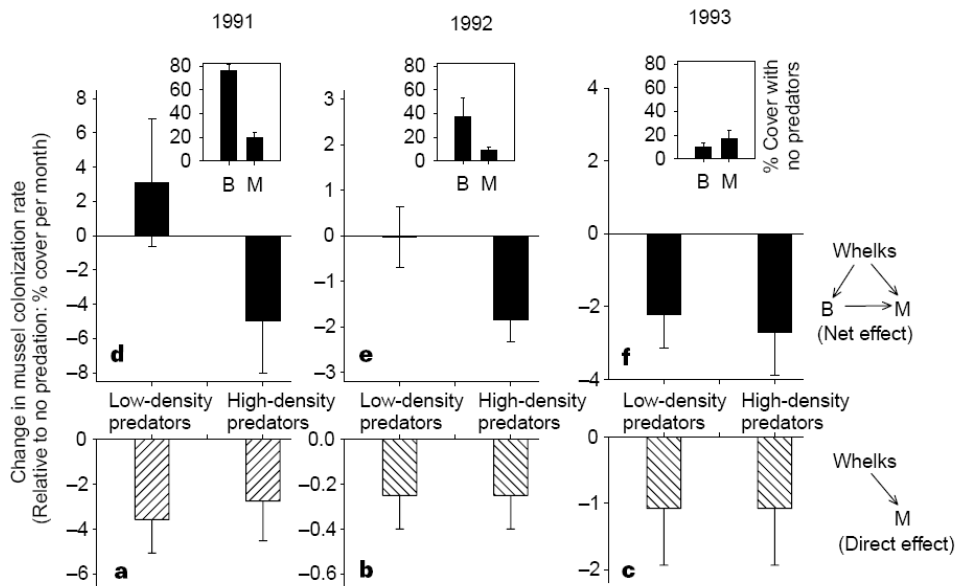 1991
1992
1993
Change in mussel colonization rate
(Relative to no predation: % cover per month)
8
6
4
2
0
–2
–4
–6
–8
d
80
60
40
20
0
B M
3
2
1
0
–1
–2
–3
e
80
60
40
20
0
B M
4
2
0
–2
–4
f
80
60
40
20
0
B M
% Cover with
no predators
Whelks
B M
(Net effect)
Low-density
predators
High-density
predators
Low-density
predators
High-density
predators
Low-density
predators
High-density
predators
0
–2
–4
–6
a
0.0
–0.2
–0.4
–0.6
b
0
–1
–2
c
Whelks
M
(Direct effect)